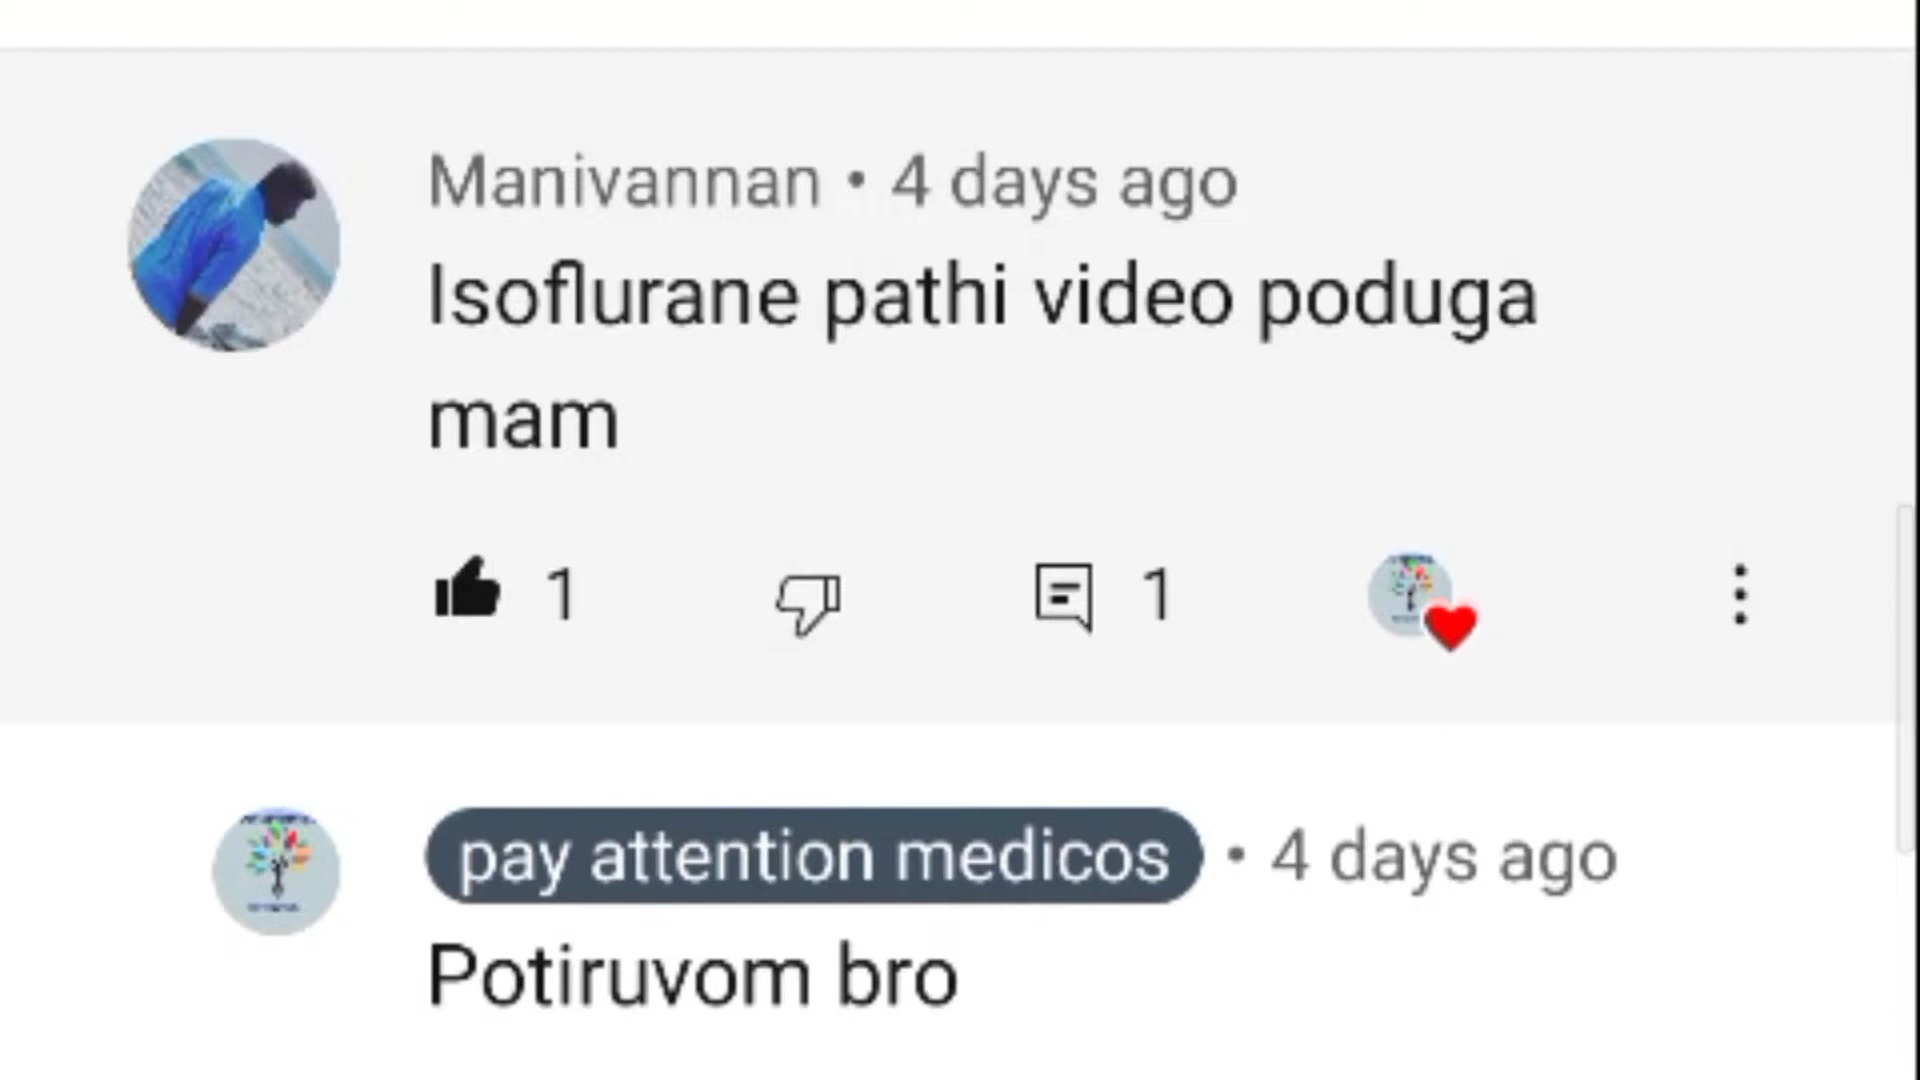 Manivannan • 4 days ago
Isoflurane pathi video poduga
mam
1 1
pay attention medicos • 4 days ago
Potiruvom bro